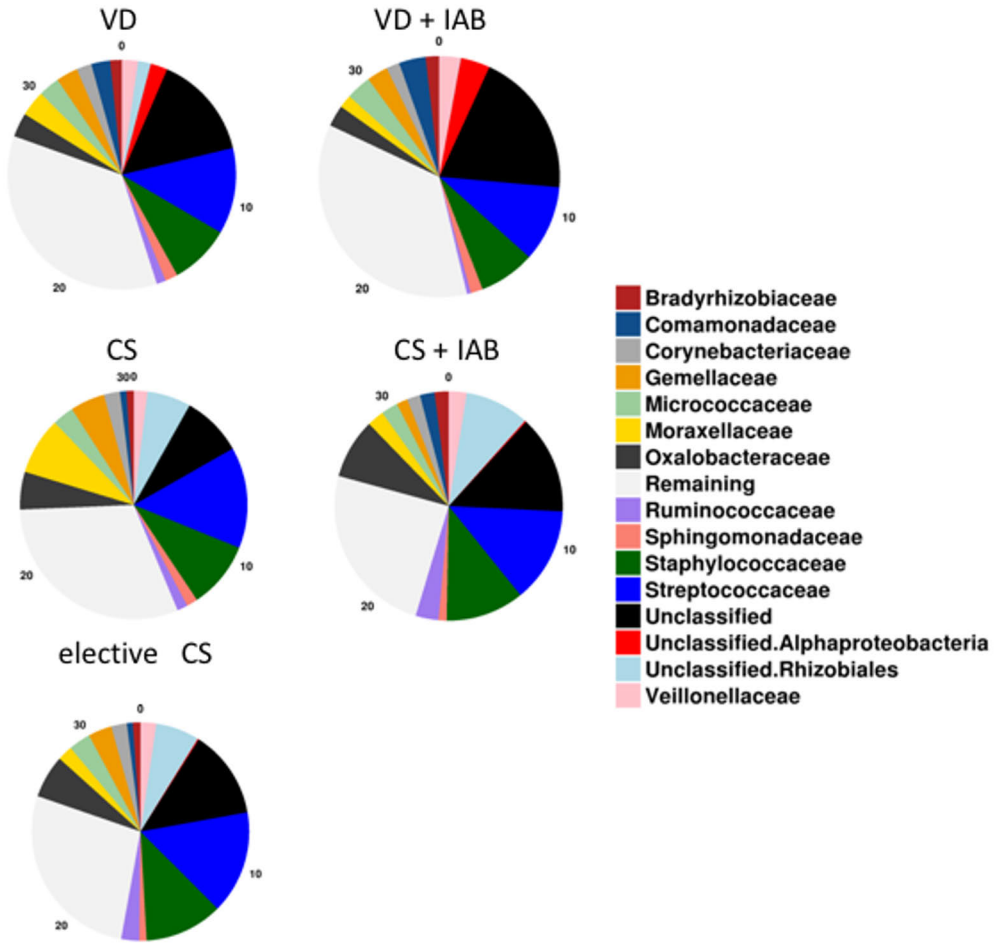 VD
0
30
10
20
VD + IAB
0
30
10
20
CS
300
10
20
CS + IAB
0
30
10
20
elective CS
0
30
10
20
Bradyrhizobiaceae
Comamonadaceae
Corynebacteriaceae
Gemellaceae
Micrococcaceae
Moraxellaceae
Oxalobacteraceae
Remaining
Ruminococcaceae
Sphingomonadaceae
Staphylococcaceae
Streptococcaceae
Unclassified
Unclassified.Alphaproteobacteria
Unclassified.Rhizobiales
Veillonellaceae